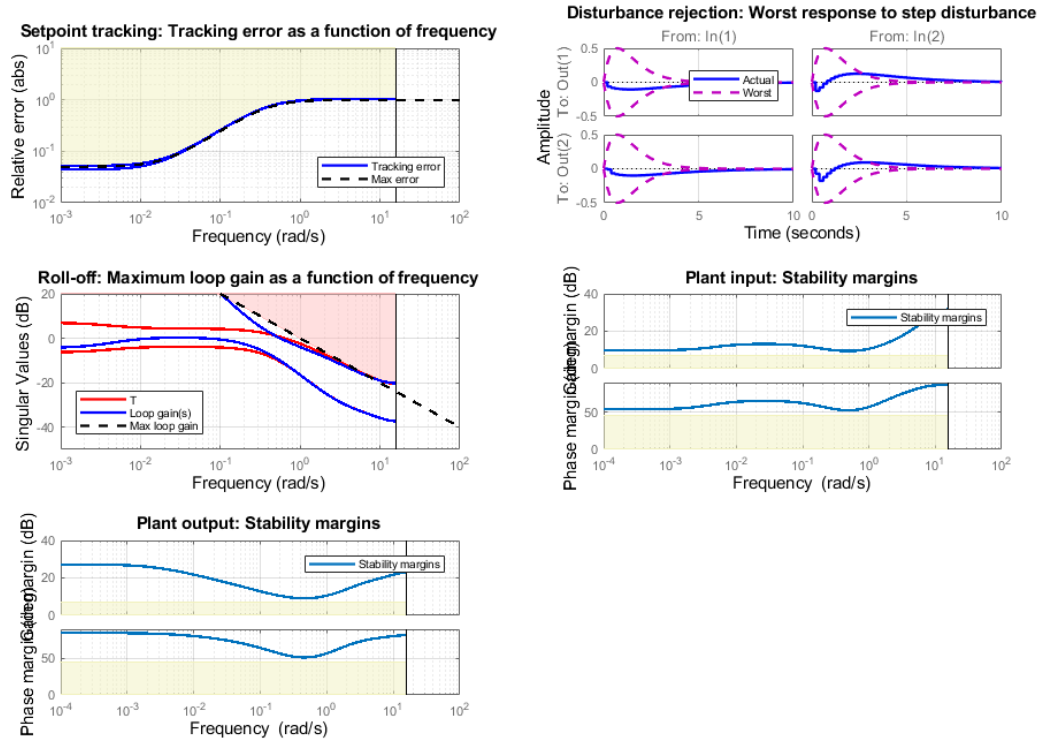 Setpoint tracking: Tracking error as a function of frequency
Relative error (abs)
10^1
10^0
10^-1
10^-2
Tracking error
Max error
10^-3 10^-2 10^-1 10^0 10^1 10^2
Frequency (rad/s)
Disturbance rejection: Worst response to step disturbance
From: In(1) From: In(2)
Amplitude
To: Out(1)
0.5
0
-0.5
Actual
Worst
To: Out(2)
0.5
0
-0.5
0 5 10 0 5 10
Time (seconds)
Roll-off: Maximum loop gain as a function of frequency
Singular Values (dB)
20
0
-20
-40
T
Loop gain(s)
Max loop gain
10^-3 10^-2 10^-1 10^0 10^1 10^2
Frequency (rad/s)
Plant input: Stability margins
margin (dB)
40
20
0
Stability margins
Phase margin
50
0
10^-4 10^-3 10^-2 10^-1 10^0 10^1 10^2
Frequency (rad/s)
Plant output: Stability margins
margin (dB)
40
20
0
Stability margins
Phase margin
50
0
10^-4 10^-3 10^-2 10^-1 10^0 10^1 10^2
Frequency (rad/s)